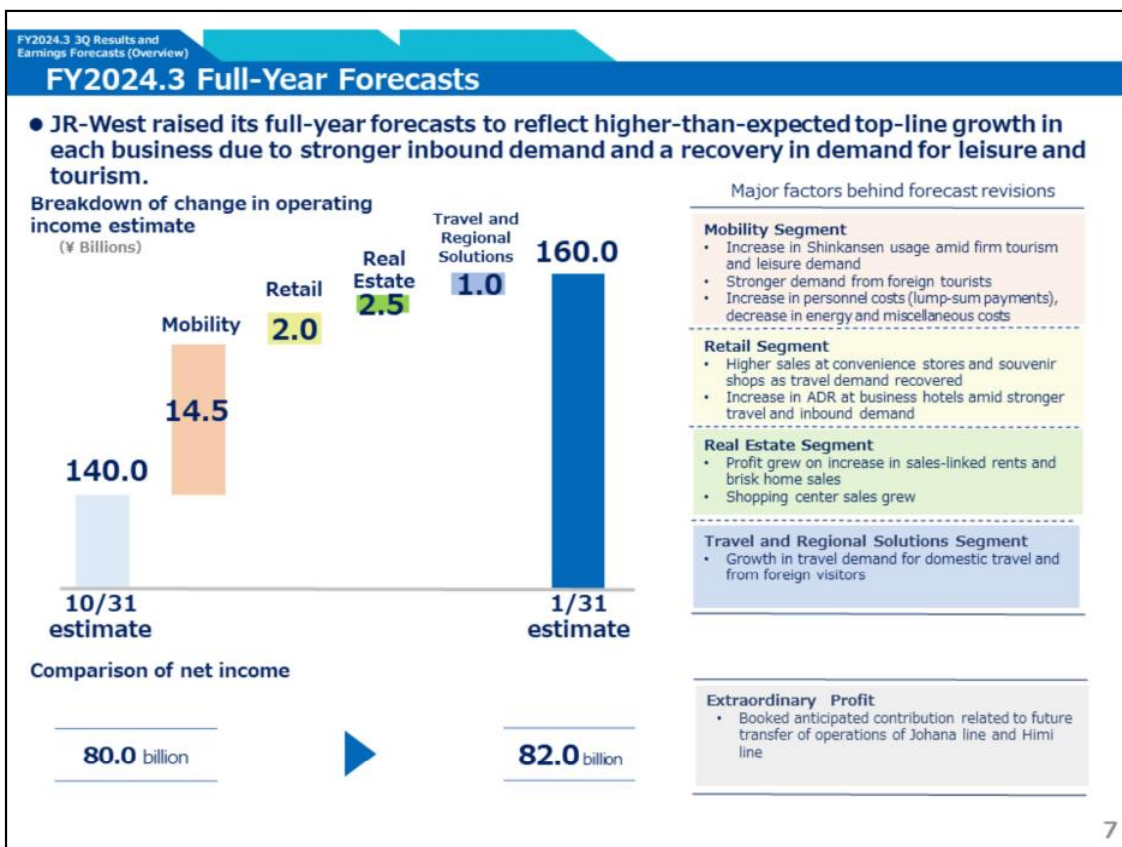 FY2024.3 3Q Results and
Earnings Forecasts (Overview)
FY2024.3 Full-Year Forecasts
● JR-West raised its full-year forecasts to reflect higher-than-expected top-line growth in
each business due to stronger inbound demand and a recovery in demand for leisure and
tourism.
Breakdown of change in operating
income estimate
(¥ Billions)
140.0
Mobility
14.5
Retail
2.0
Real
Estate
2.5
Travel and
Regional
Solutions
1.0
160.0
10/31
estimate
1/31
estimate
Major factors behind forecast revisions
Mobility Segment
• Increase in Shinkansen usage amid firm tourism
and leisure demand
• Stronger demand from foreign tourists
• Increase in personnel costs (lump-sum payments),
decrease in energy and miscellaneous costs
Retail Segment
• Higher sales at convenience stores and souvenir
shops as travel demand recovered
• Increase in ADR at business hotels amid stronger
travel and inbound demand
Real Estate Segment
• Profit grew on increase in sales-linked rents and
brisk home sales
• Shopping center sales grew
Travel and Regional Solutions Segment
• Growth in travel demand for domestic travel and
from foreign visitors
Comparison of net income
80.0 billion
82.0 billion
Extraordinary Profit
• Booked anticipated contribution related to future
transfer of operations of Johana line and Himi
line
7